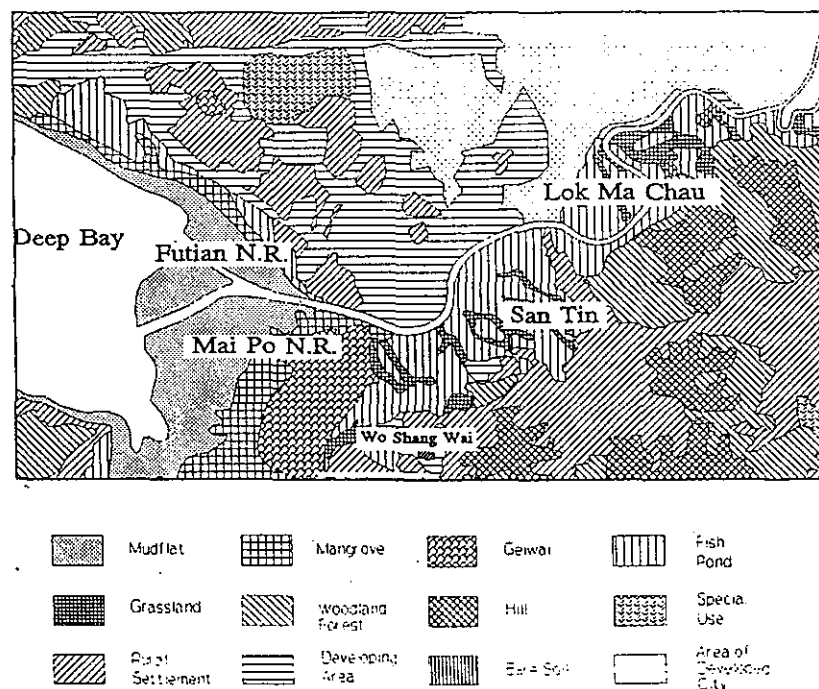 Lok Ma Chau
Deep Bay
Futian N.R.
San Tin
Mai Po N.R.
Wo Shang Wai
Mudflat
Mangrove
Geiwai
Fish
Pond
Grassland
Woodland
Forest
Hill
Special
Use
Rural
Settlement
Developing
Area
Bare Soil
Area of
Developed
City